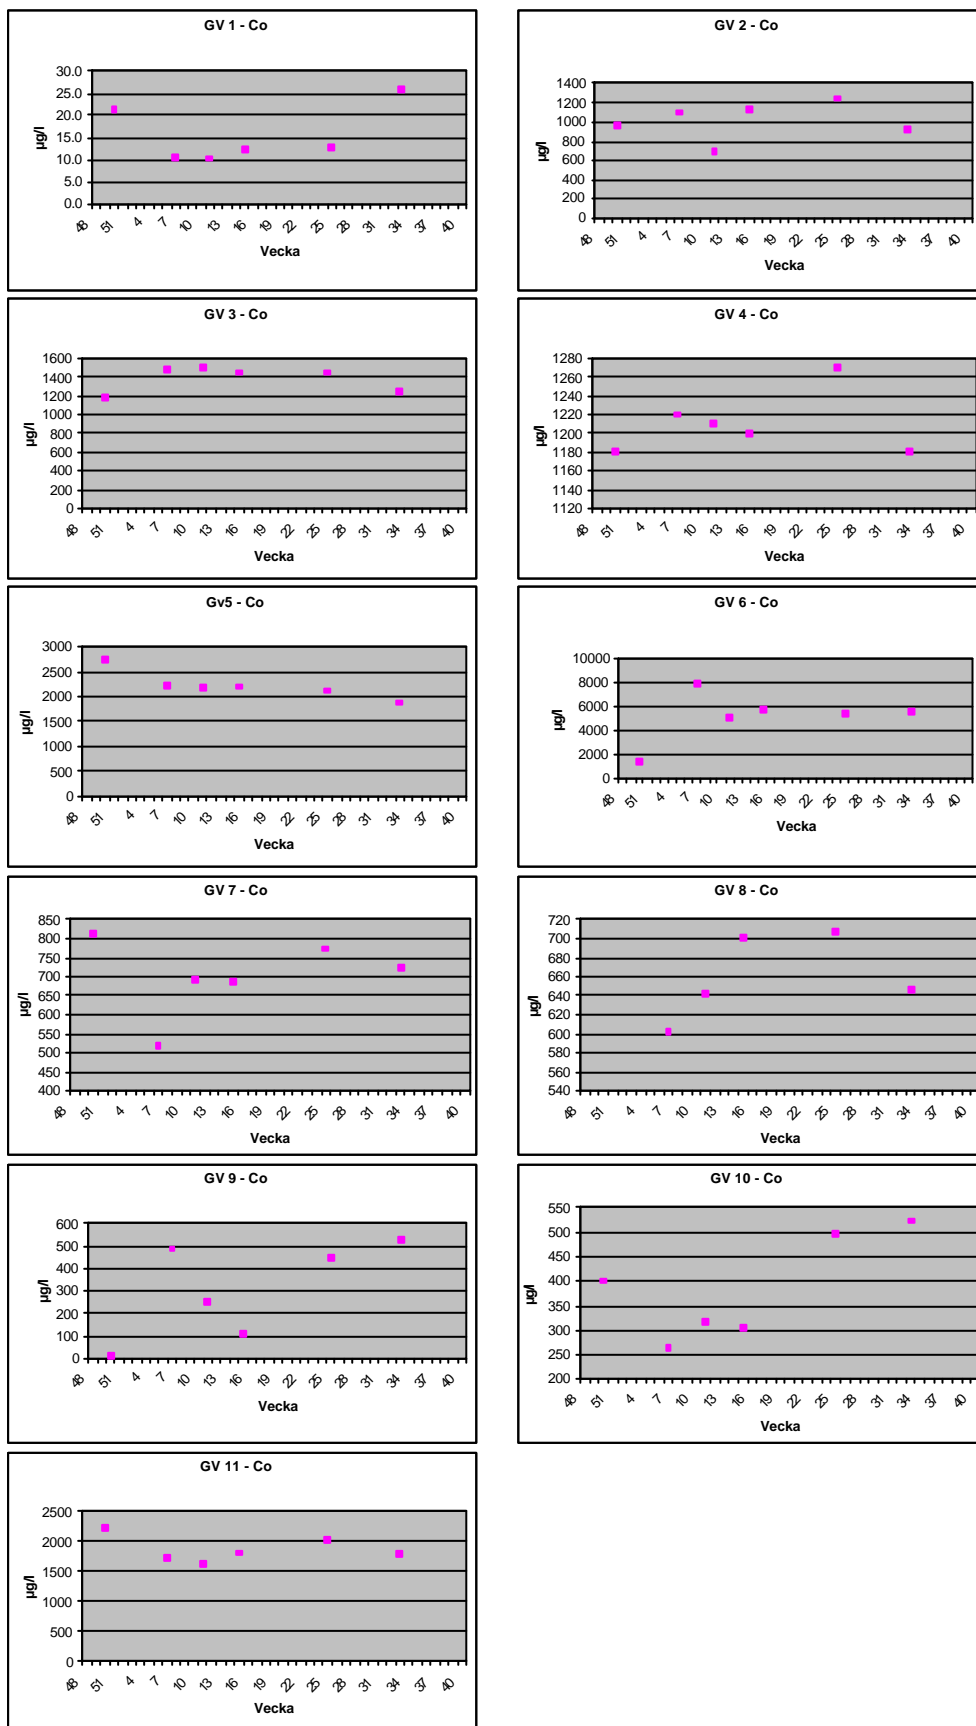 GV 1 - Co
30.0
25.0
20.0
15.0
10.0
5.0
0.0
µg/l
48 51 4 7 10 13 16 19 22 25 28 31 34 37 40
Vecka
GV 2 - Co
1400
1200
1000
800
600
400
200
0
µg/l
48 51 4 7 10 13 16 19 22 25 28 31 34 37 40
Vecka
GV 3 - Co
1600
1400
1200
1000
800
600
400
200
0
µg/l
48 51 4 7 10 13 16 19 22 25 28 31 34 37 40
Vecka
GV 4 - Co
1280
1260
1240
1220
1200
1180
1160
1140
1120
µg/l
48 51 4 7 10 13 16 19 22 25 28 31 34 37 40
Vecka
Gv5 - Co
3000
2500
2000
1500
1000
500
0
µg/l
48 51 4 7 10 13 16 19 22 25 28 31 34 37 40
Vecka
GV 6 - Co
10000
8000
6000
4000
2000
0
µg/l
48 51 4 7 10 13 16 19 22 25 28 31 34 37 40
Vecka
GV 7 - Co
850
800
750
700
650
600
550
500
450
400
µg/l
48 51 4 7 10 13 16 19 22 25 28 31 34 37 40
Vecka
GV 8 - Co
720
700
680
660
640
620
600
580
560
540
µg/l
48 51 4 7 10 13 16 19 22 25 28 31 34 37 40
Vecka
GV 9 - Co
600
500
400
300
200
100
0
µg/l
48 51 4 7 10 13 16 19 22 25 28 31 34 37 40
Vecka
GV 10 - Co
550
500
450
400
350
300
250
200
µg/l
48 51 4 7 10 13 16 19 22 25 28 31 34 37 40
Vecka
GV 11 - Co
2500
2000
1500
1000
500
0
µg/l
48 51 4 7 10 13 16 19 22 25 28 31 34 37 40
Vecka